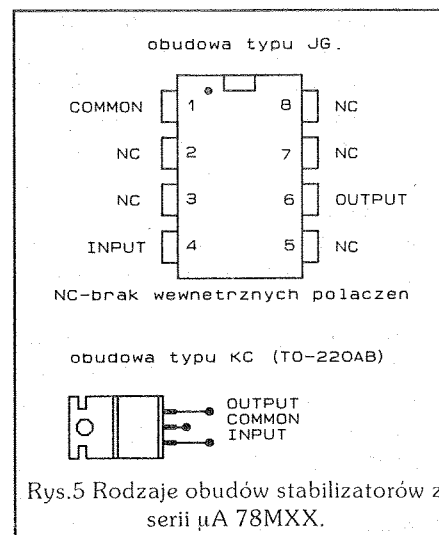 obudowa typu JG.
COMMON 1 8 NC
NC 2 7 NC
NC 3 6 OUTPUT
INPUT 4 5 NC
NC-brak wewnetrznych polaczen
obudowa typu KC (TO-220AB)
OUTPUT
COMMON
INPUT
Rys.5 Rodzaje obudów stabilizatorów z
serii µA 78MXX.